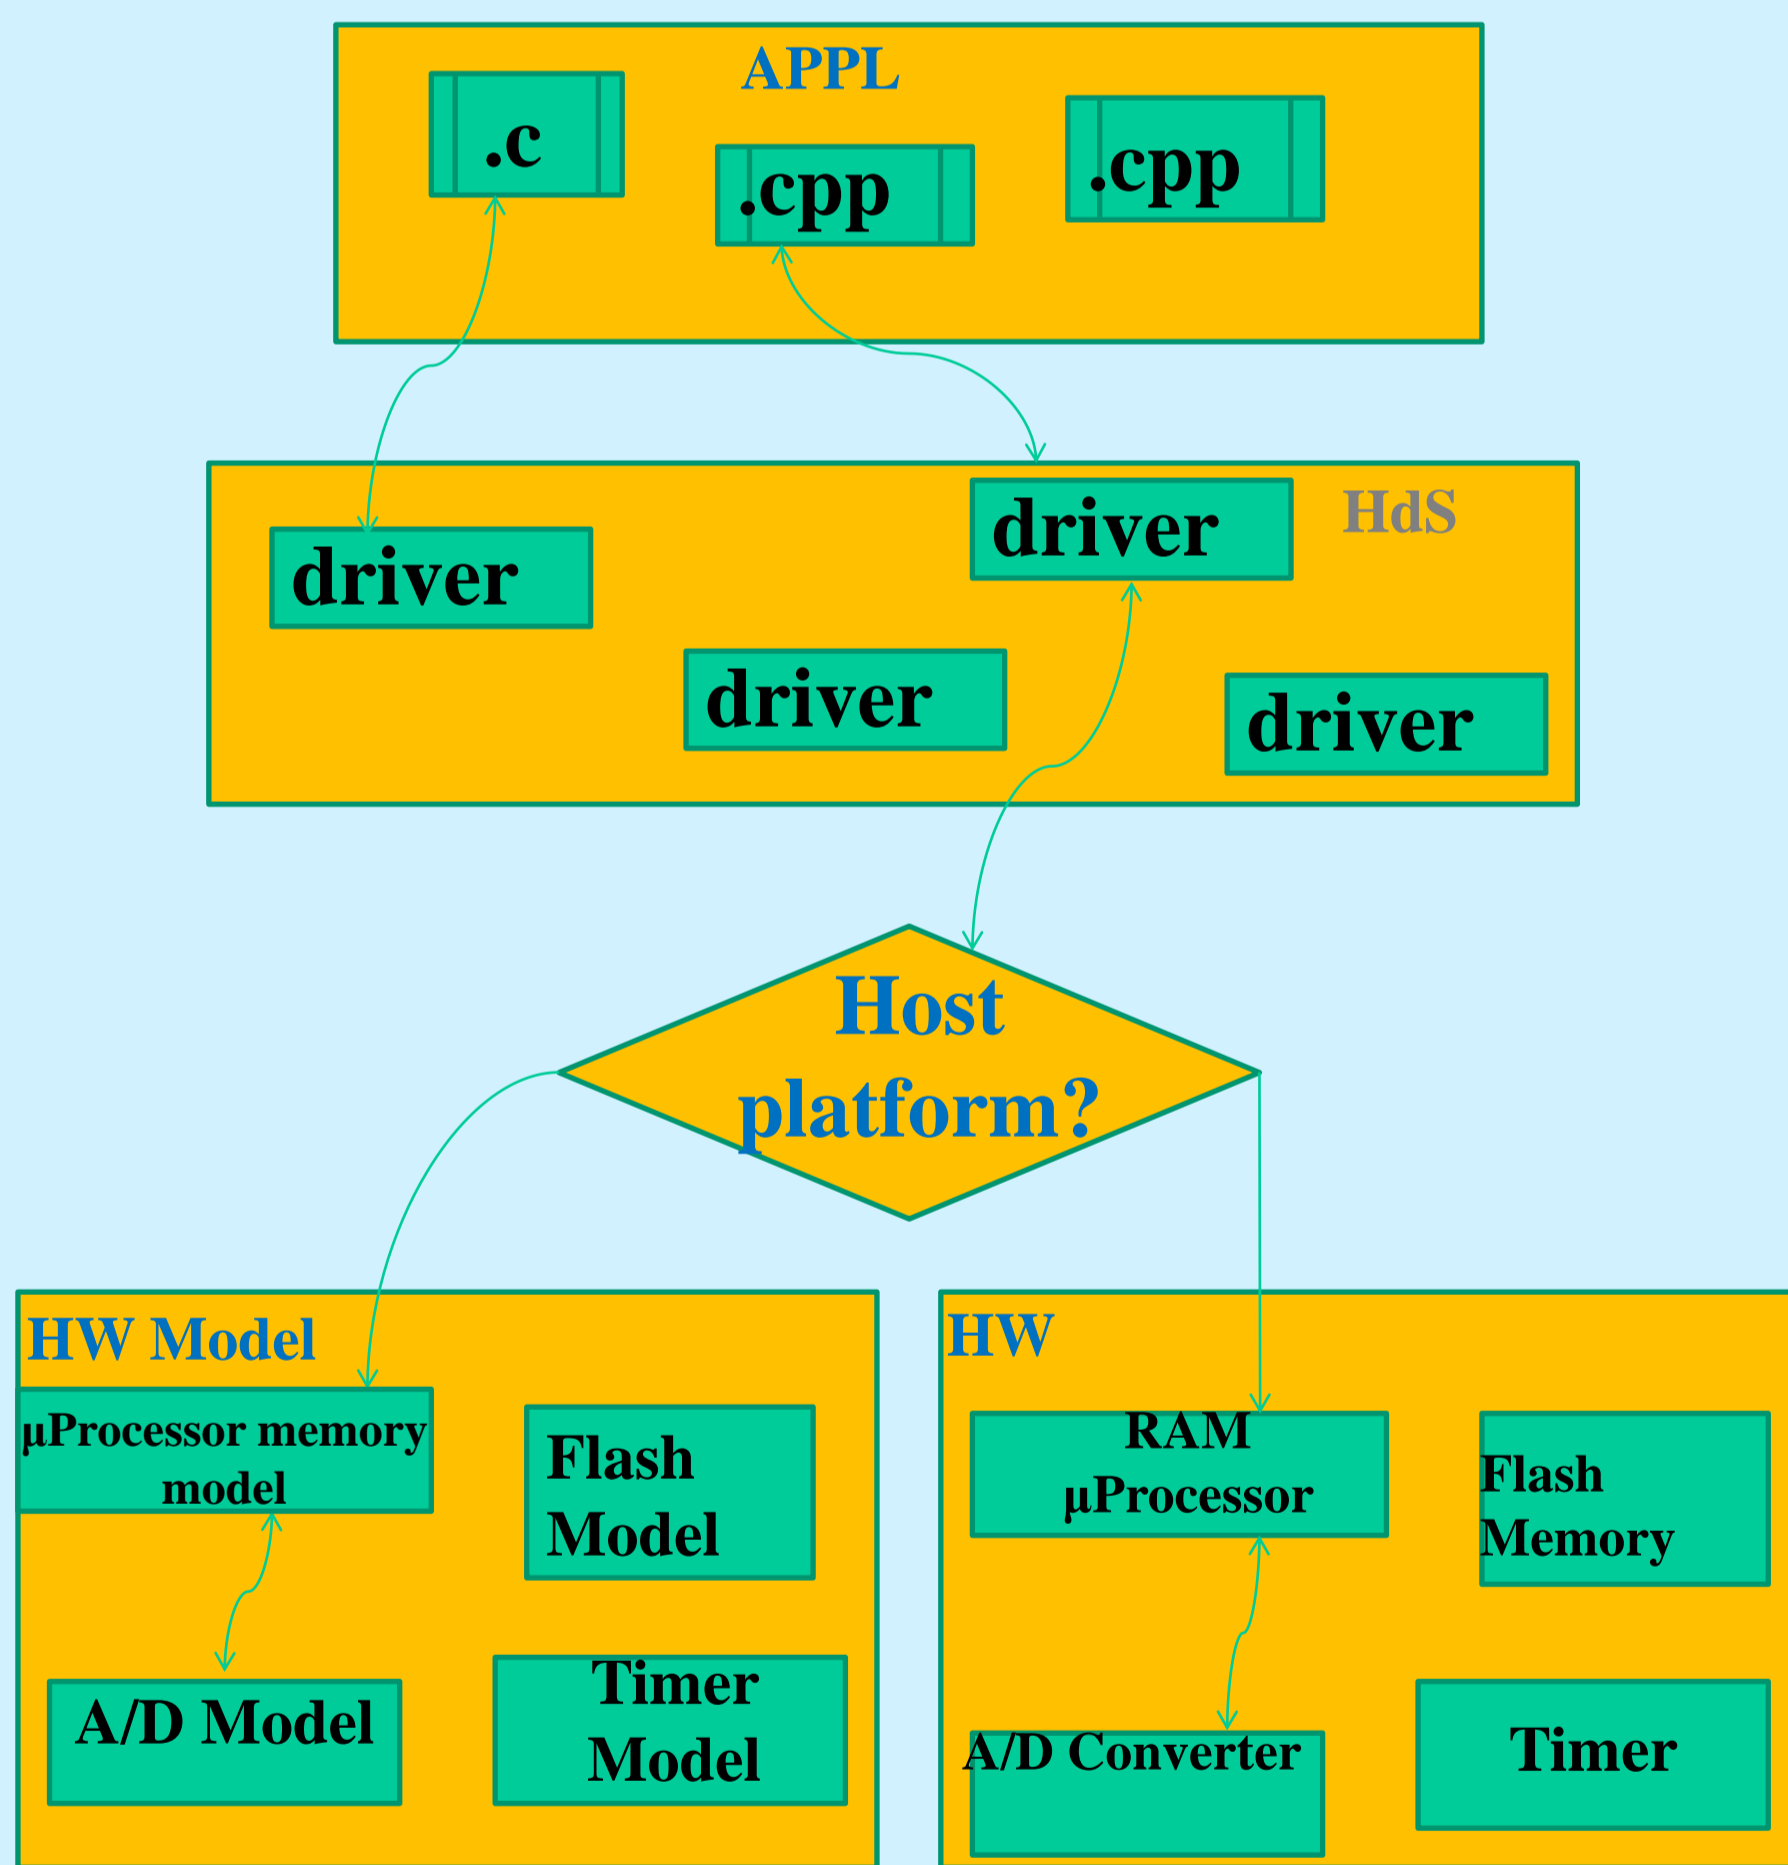 APPL
.c
.cpp
.cpp
HdS
driver
driver
driver
driver
Host
platform?
HW Model
µProcessor memory
model
Flash
Model
A/D Model
Timer
Model
HW
RAM
µProcessor
Flash
Memory
A/D Converter
Timer